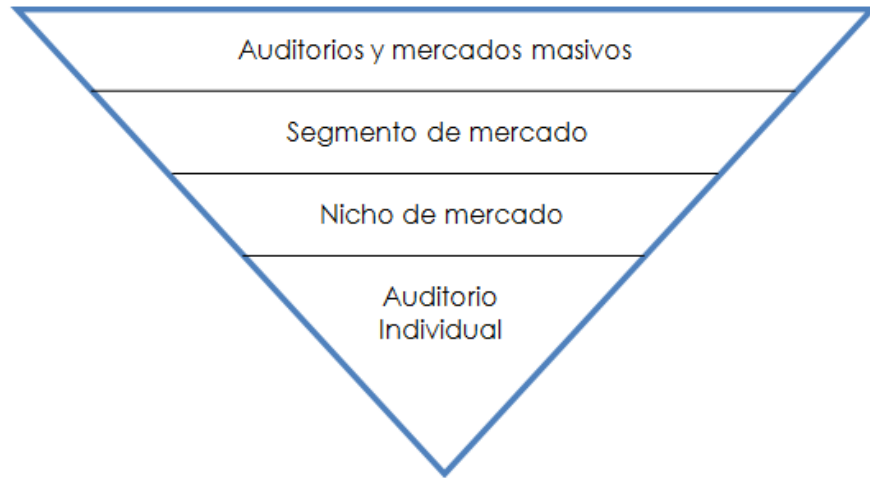 Auditorios y mercados masivos
Segmento de mercado
Nicho de mercado
Auditorio
Individual